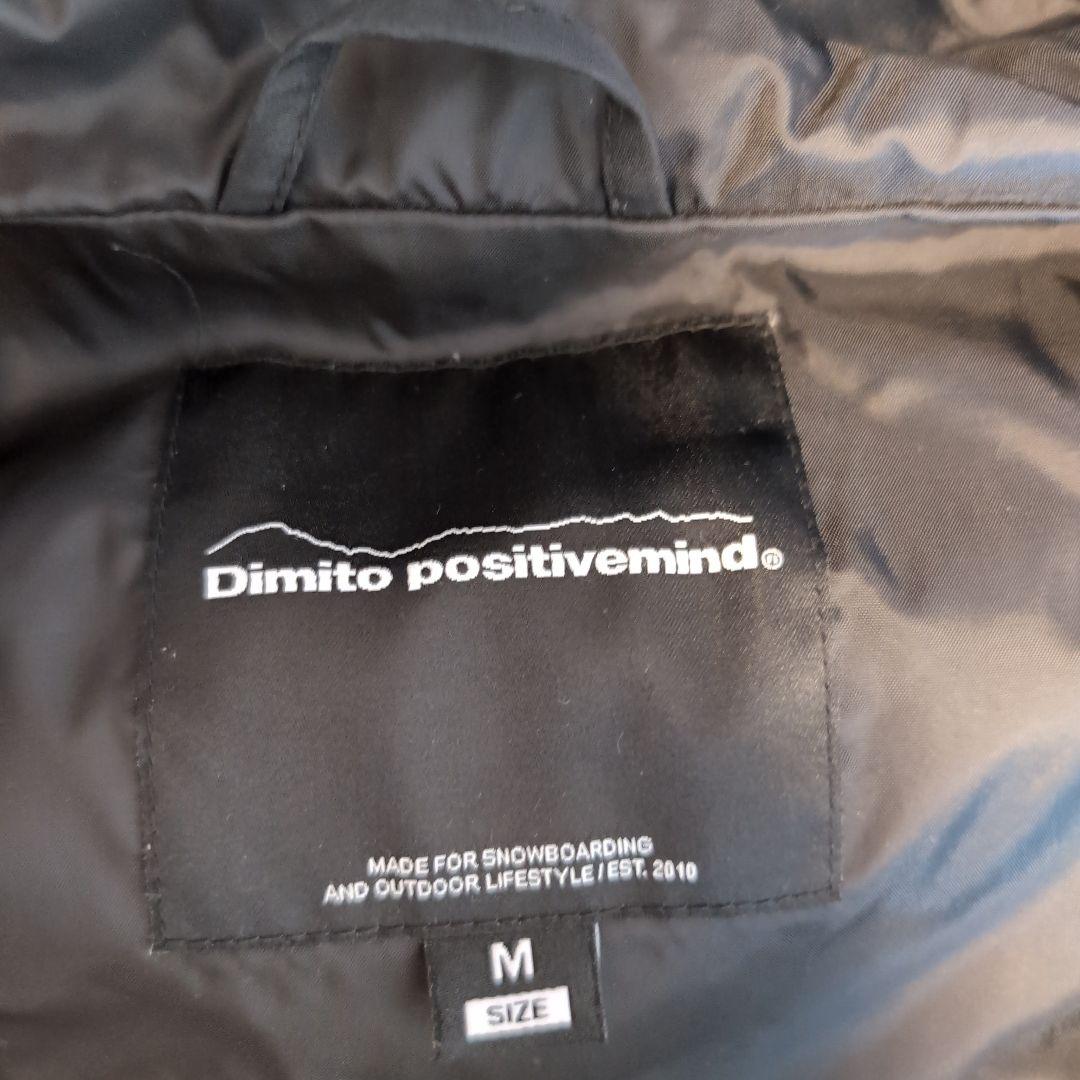 Dimito positivemind®
MADE FOR SNOWBOARDING
AND OUTDOOR LIFESTYLE / EST. 2010
M
SIZE